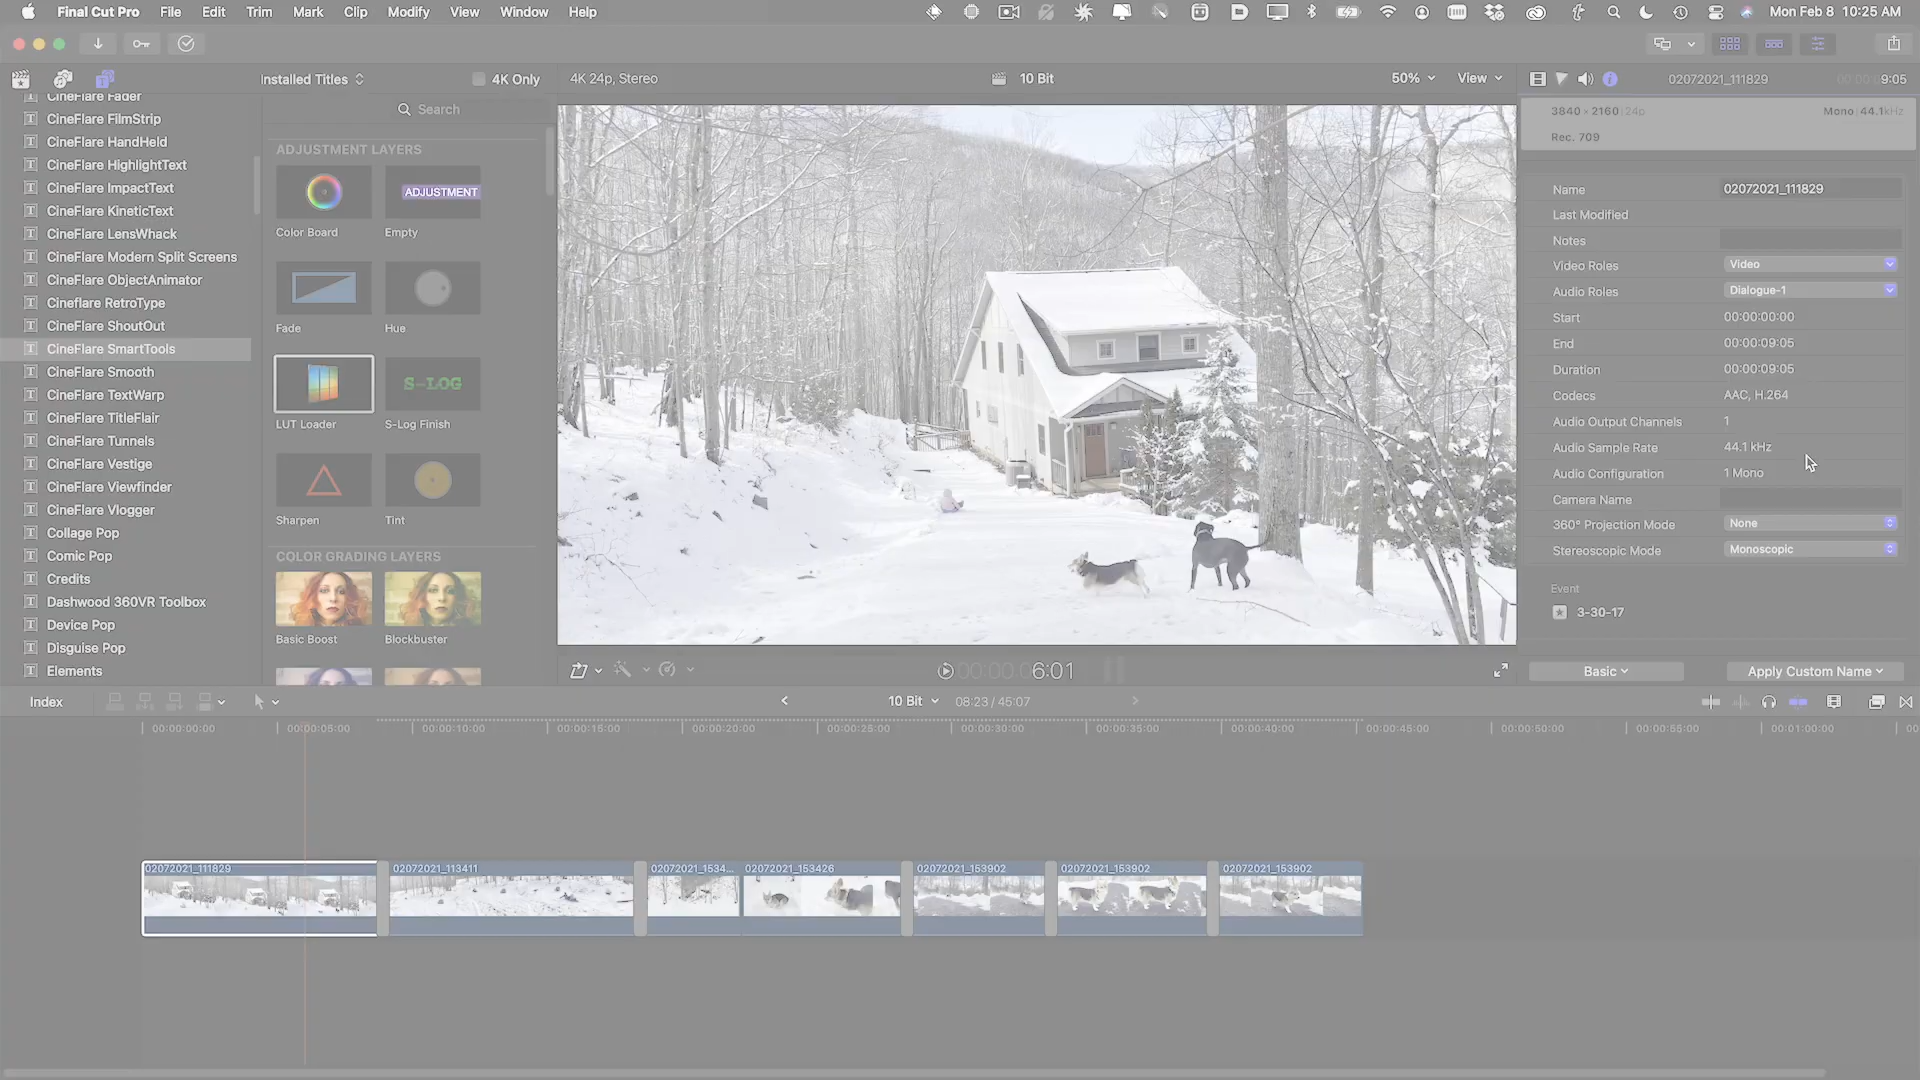 Final Cut Pro File Edit Trim Mark Clip Modify View Window Help Mon Feb 8 10:25 AM
Installed Titles 4K Only 4K 24p, Stereo 10 Bit 50% View 02072021_111829 9:05
Search
CineFlare Fader
CineFlare FilmStrip
CineFlare HandHeld
CineFlare HighlightText
CineFlare ImpactText
CineFlare KineticText
CineFlare LensWhack
CineFlare Modern Split Screens
CineFlare ObjectAnimator
Cineflare RetroType
CineFlare ShoutOut
CineFlare SmartTools
CineFlare Smooth
CineFlare TextWarp
CineFlare TitleFlair
CineFlare Tunnels
CineFlare Vestige
CineFlare Viewfinder
CineFlare Vlogger
Collage Pop
Comic Pop
Credits
Dashwood 360VR Toolbox
Device Pop
Disguise Pop
Elements
ADJUSTMENT LAYERS
ADJUSTMENT
Color Board Empty
Fade Hue
S-LOG
LUT Loader S-Log Finish
Sharpen Tint
COLOR GRADING LAYERS
Basic Boost Blockbuster
3840 × 2160 24p Mono 44.1kHz
Rec. 709
Name 02072021_111829
Last Modified
Notes
Video Roles Video
Audio Roles Dialogue-1
Start 00:00:00:00
End 00:00:09:05
Duration 00:00:09:05
Codecs AAC, H.264
Audio Output Channels 1
Audio Sample Rate 44.1 kHz
Audio Configuration 1 Mono
Camera Name
360° Projection Mode None
Stereoscopic Mode Monoscopic
Event
3-30-17
00:00:06:01 Basic Apply Custom Name
Index 10 Bit 08:23 / 45:07
00:00:00:00 00:00:05:00 00:00:10:00 00:00:15:00 00:00:20:00 00:00:25:00 00:00:30:00 00:00:35:00 00:00:40:00 00:00:45:00 00:00:50:00 00:00:55:00 00:01:00:00 00
02072021_111829 02072021_113411 02072021_1534... 02072021_153426 02072021_153902 02072021_153902 02072021_153902